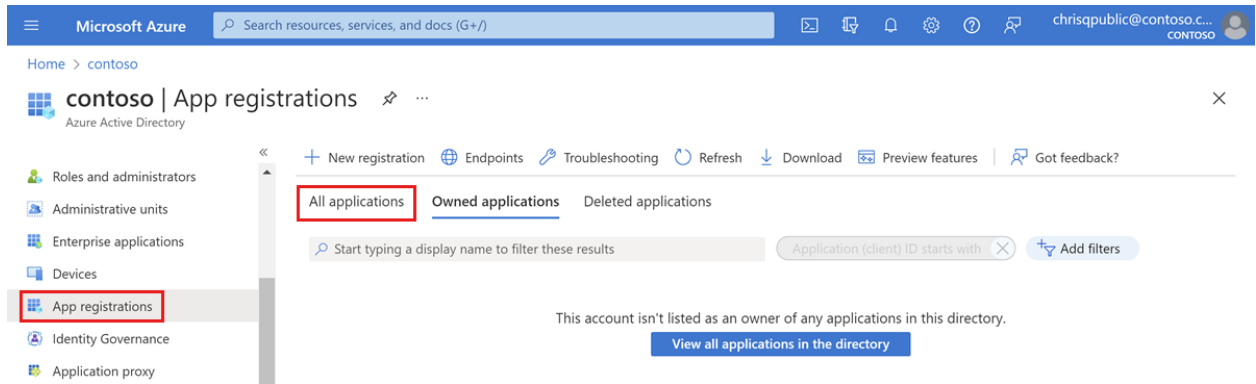 Microsoft Azure
Search resources, services, and docs (G+/)
chrisqpublic@contoso.c...
CONTOSO
Home > contoso
contoso | App registrations ...
Azure Active Directory
Roles and administrators
Administrative units
Enterprise applications
Devices
App registrations
Identity Governance
Application proxy
New registration Endpoints Troubleshooting Refresh Download Preview features Got feedback?
All applications Owned applications Deleted applications
Start typing a display name to filter these results Application (client) ID starts with Add filters
This account isn't listed as an owner of any applications in this directory.
View all applications in the directory